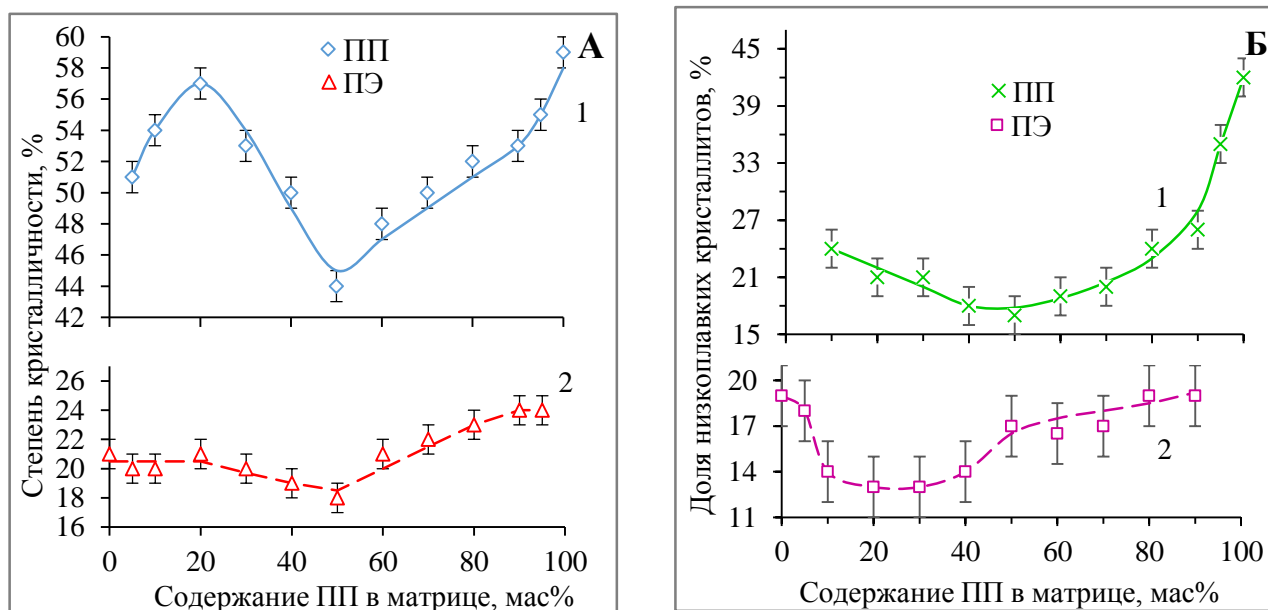 А
ПП
ПЭ
1
2
Степень кристалличности, %
60
58
56
54
52
50
48
46
44
42
26
24
22
20
18
16
0 20 40 60 80 100
Содержание ПП в матрице, мас%
Б
ПП
ПЭ
1
2
Доля низкоплавких кристаллитов, %
45
39
33
27
21
15
20
17
14
11
0 20 40 60 80 100
Содержание ПП в матрице, мас%